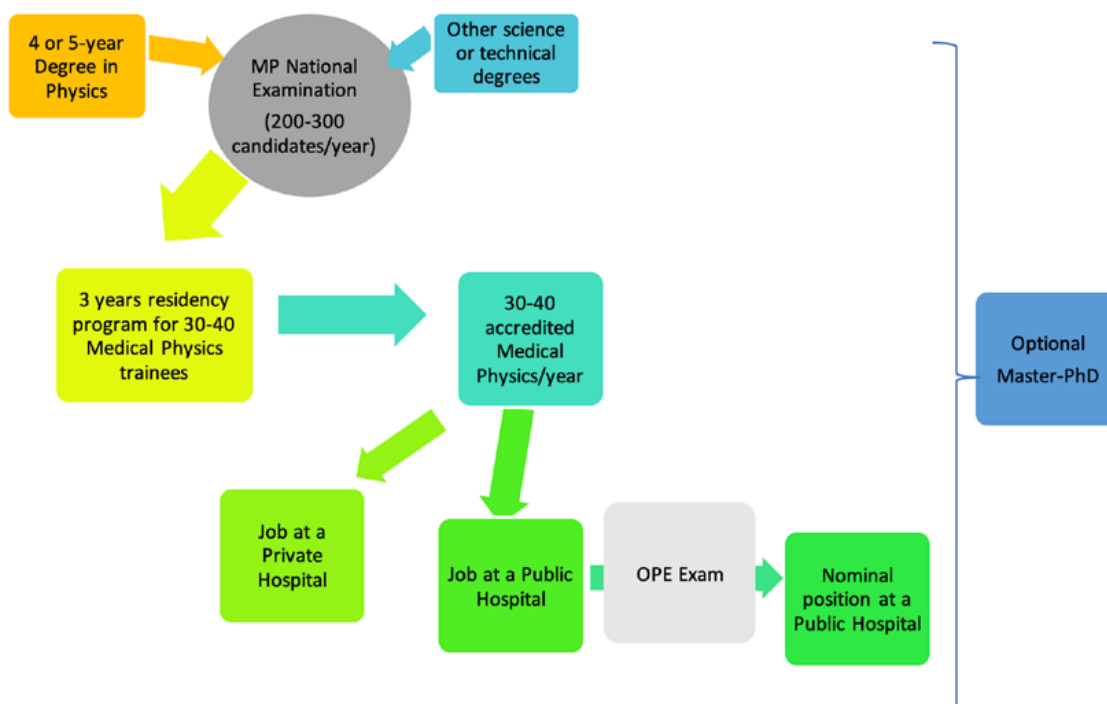 4 or 5-year
Degree in
Physics
MP National
Examination
(200-300
candidates/year)
Other science
or technical
degrees
3 years residency
program for 30-40
Medical Physics
trainees
30-40
accredited
Medical
Physics/year
Optional
Master-PhD
Job at a
Private
Hospital
Job at a Public
Hospital
OPE Exam
Nominal
position at a
Public Hospital